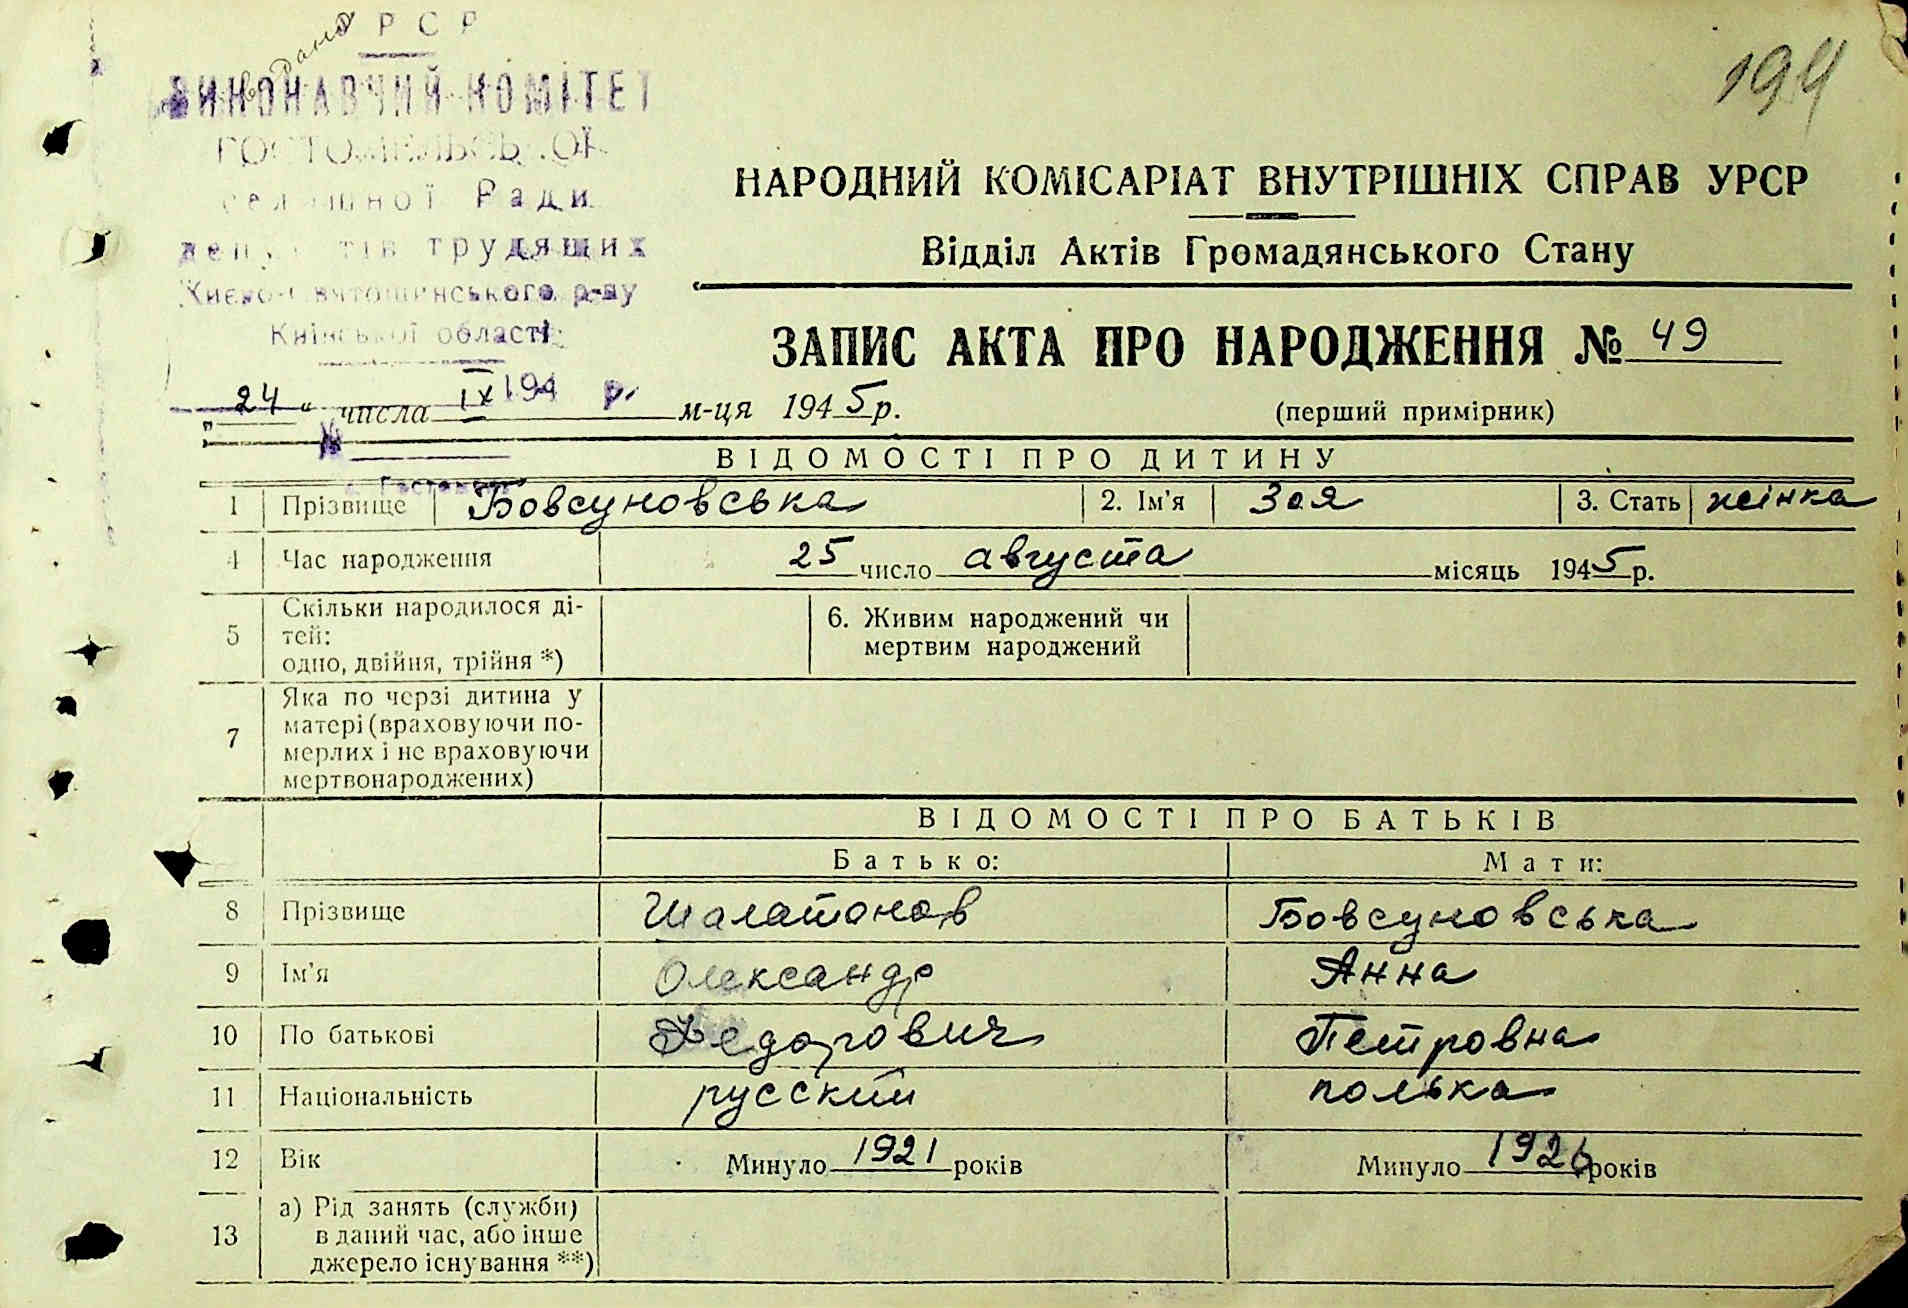 УРСР
ВИКОНАВЧИЙ КОМІТЕТ
ГОСТОМЕЛЬСЬКОЇ
селищної Ради
депутатів трудящих
Києво-Святошинського р-ну
Київської області
194 р.
№
194
НАРОДНИЙ КОМІСАРІАТ ВНУТРІШНІХ СПРАВ УРСР
Відділ Актів Громадянського Стану
ЗАПИС АКТА ПРО НАРОДЖЕННЯ № 49
„24“ числа IX м-ця 1945 р.
(перший примірник)
ВІДОМОСТІ ПРО ДИТИНУ
1 Прізвище Бовсуновська 2. Ім'я Зоя 3. Стать жінка
4 Час народження 25 число августа місяць 1945 р.
5 Скільки народилося ді-
тей:
одно, двійня, трійня *)
6. Живим народжений чи
мертвим народжений
7 Яка по черзі дитина у
матері (враховуючи по-
мерлих і не враховуючи
мертвонароджених)
ВІДОМОСТІ ПРО БАТЬКІВ
Батько: Мати:
8 Прізвище Шалатонов Бовсуновська
9 Ім'я Олександр Анна
10 По батькові Федорович Петровна
11 Національність русский полька
12 Вік Минуло 1921 років Минуло 1926 років
13 а) Рід занять (служби)
в даний час, або інше
джерело існування **)